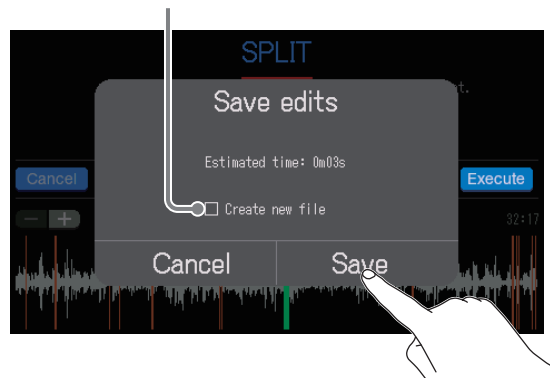 SPLIT
t.
Save edits
Estimated time: 0m03s
Cancel
Execute
Create new file
− +
32:17
Cancel Save